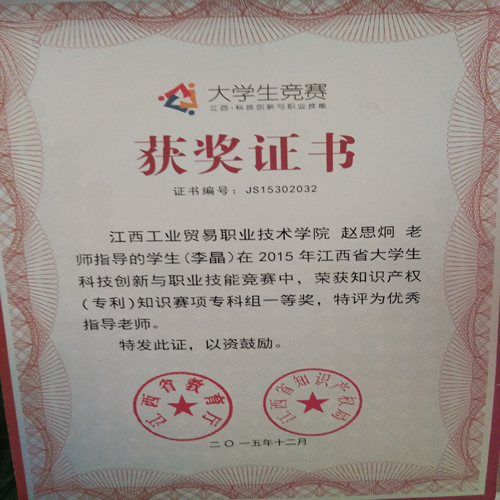 大学生竞赛
江西·科技创新与职业技能
获奖证书
证书编号：JS15302032
江西工业贸易职业技术学院 赵思炯 老
师指导的学生(李晶)在2015年江西省大学生
科技创新与职业技能竞赛中，荣获知识产权
(专利)知识赛项专科组一等奖，特评为优秀
指导老师。
特发此证，以资鼓励。
江西省教育厅
江西省知识产权局
二〇一五年十二月